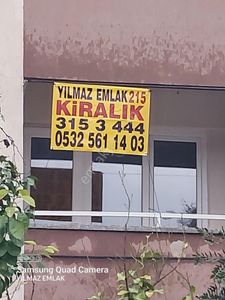 YILMAZ EMLAK 215
KİRALIK
315 3 444
0532 561 14 03
Samsung Quad Camera
YILMAZ EMLAK